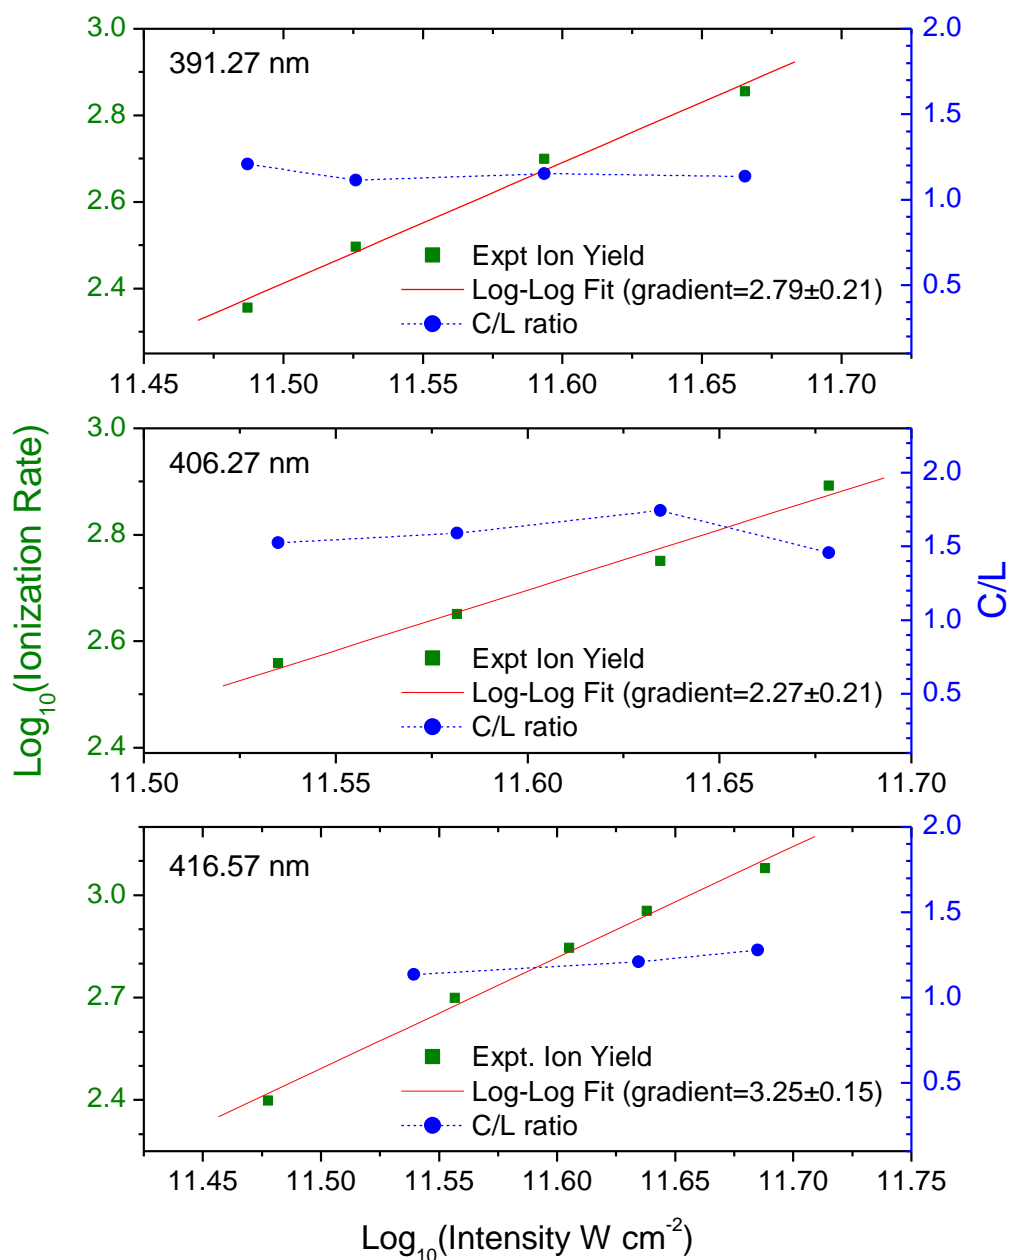 391.27 nm
3.0
2.8
2.6
2.4
2.0
1.5
1.0
0.5
0.0
Expt Ion Yield
Log-Log Fit (gradient=2.79±0.21)
C/L ratio
11.45 11.50 11.55 11.60 11.65 11.70
406.27 nm
3.0
2.8
2.6
2.4
2.0
1.5
1.0
0.5
Expt Ion Yield
Log-Log Fit (gradient=2.27±0.21)
C/L ratio
11.50 11.55 11.60 11.65 11.70
Log10(Ionization Rate)
C/L
416.57 nm
3.0
2.7
2.4
2.0
1.5
1.0
0.5
Expt. Ion Yield
Log-Log Fit (gradient=3.25±0.15)
C/L ratio
11.45 11.50 11.55 11.60 11.65 11.70 11.75
Log10(Intensity W cm-2)